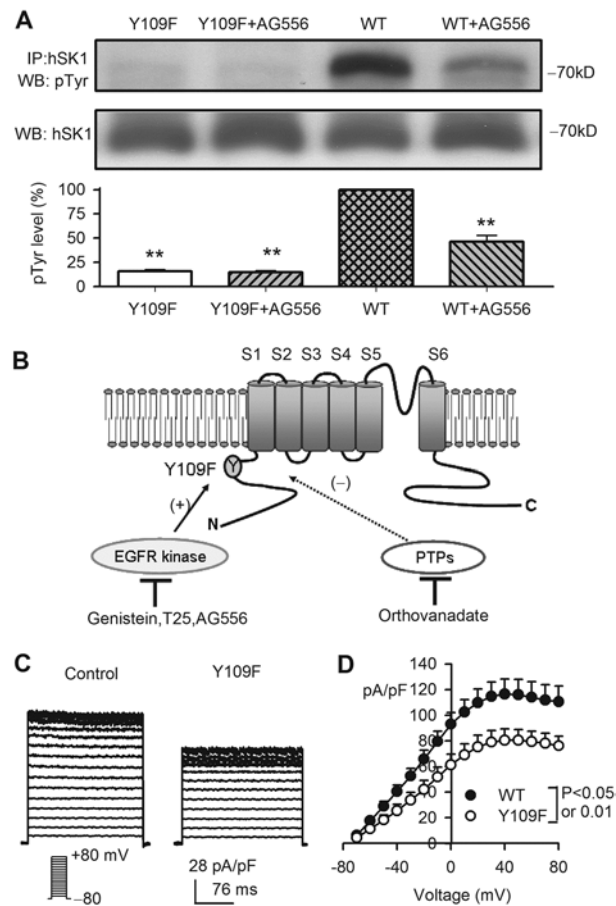 A
Y109F Y109F+AG556 WT WT+AG556
IP:hSK1
WB: pTyr
–70kD
WB: hSK1
–70kD
pTyr level (%)
100
75
50
25
0
** ** **
Y109F Y109F+AG556 WT WT+AG556
B
S1 S2 S3 S4 S5 S6
Y109F
Y
(+)
(–)
N
C
EGFR kinase
PTPs
Genistein,T25,AG556
Orthovanadate
C
Control Y109F
+80 mV
–80
28 pA/pF
76 ms
D
pA/pF
140
120
100
80
60
40
20
0
WT
Y109F
P<0.05
or 0.01
-80 -40 0 40 80
Voltage (mV)